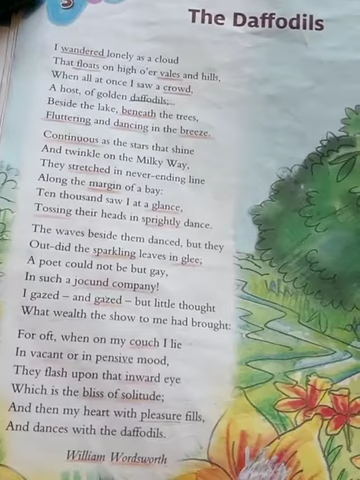 The Daffodils
I wandered lonely as a cloud
That floats on high o'er vales and hills,
When all at once I saw a crowd,
A host, of golden daffodils,
Beside the lake, beneath the trees,
Fluttering and dancing in the breeze.
Continuous as the stars that shine
And twinkle on the Milky Way,
They stretched in never-ending line
Along the margin of a bay:
Ten thousand saw I at a glance,
Tossing their heads in sprightly dance.
The waves beside them danced, but they
Out-did the sparkling leaves in glee;
A poet could not be but gay,
In such a jocund company!
I gazed – and gazed – but little thought
What wealth the show to me had brought:
For oft, when on my couch I lie
In vacant or in pensive mood,
They flash upon that inward eye
Which is the bliss of solitude;
And then my heart with pleasure fills,
And dances with the daffodils.
William Wordsworth